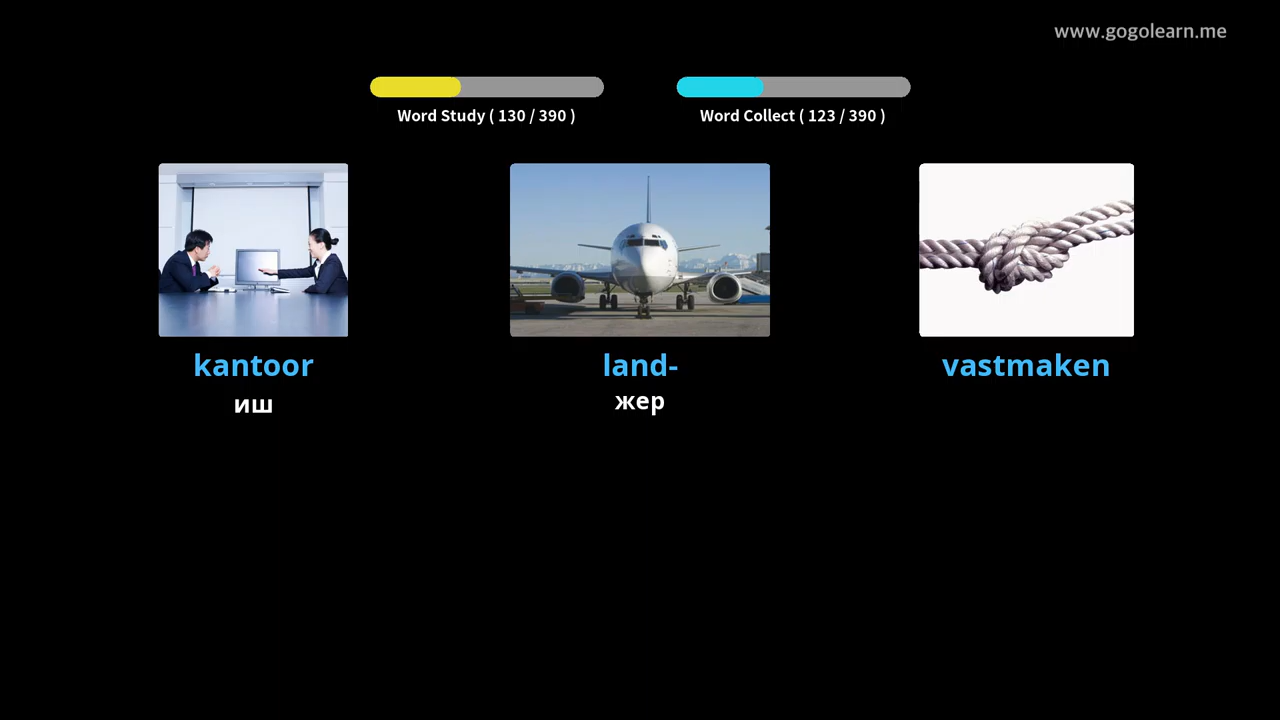 www.gogolearn.me
Word Study ( 130 / 390 )
Word Collect ( 123 / 390 )
kantoor
land-
vastmaken
иш
жер